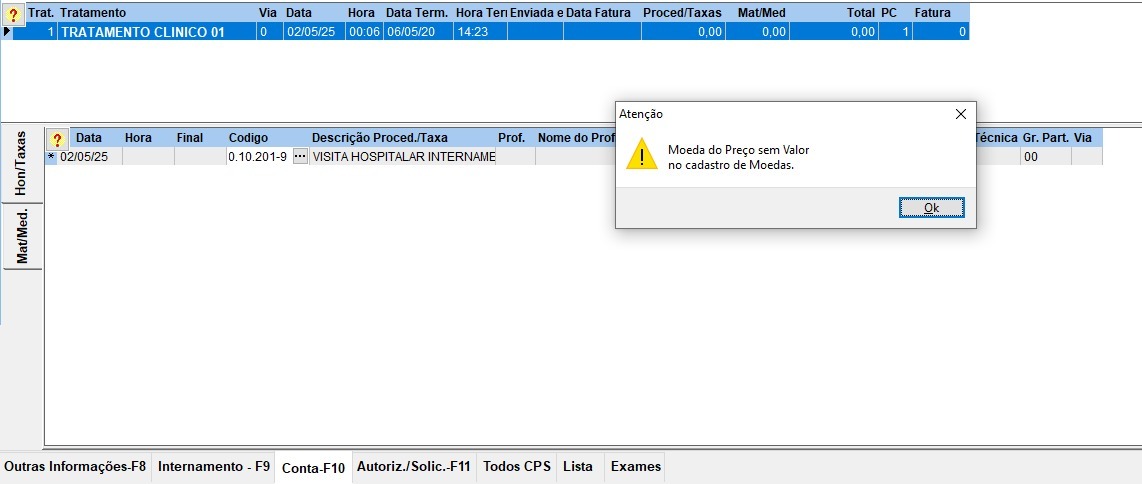 ? Trat. Tratamento Via Data Hora Data Term. Hora Teri Enviada e Data Fatura Proced/Taxas Mat/Med Total PC Fatura
1 TRATAMENTO CLINICO 01 0 02/05/25 00:06 06/05/20 14:23 0,00 0,00 0,00 1 0
Atenção
Moeda do Preço sem Valor
no cadastro de Moedas.
Ok
Hon/Taxas
Mat/Med.
? Data Hora Final Codigo Descrição Proced./Taxa Prof. Nome do Prof Técnica Gr. Part. Via
* 02/05/25 0.10.201-9 ... VISITA HOSPITALAR INTERNAME 00
Outras Informações-F8 Internamento - F9 Conta-F10 Autoriz./Solic.-F11 Todos CPS Lista Exames